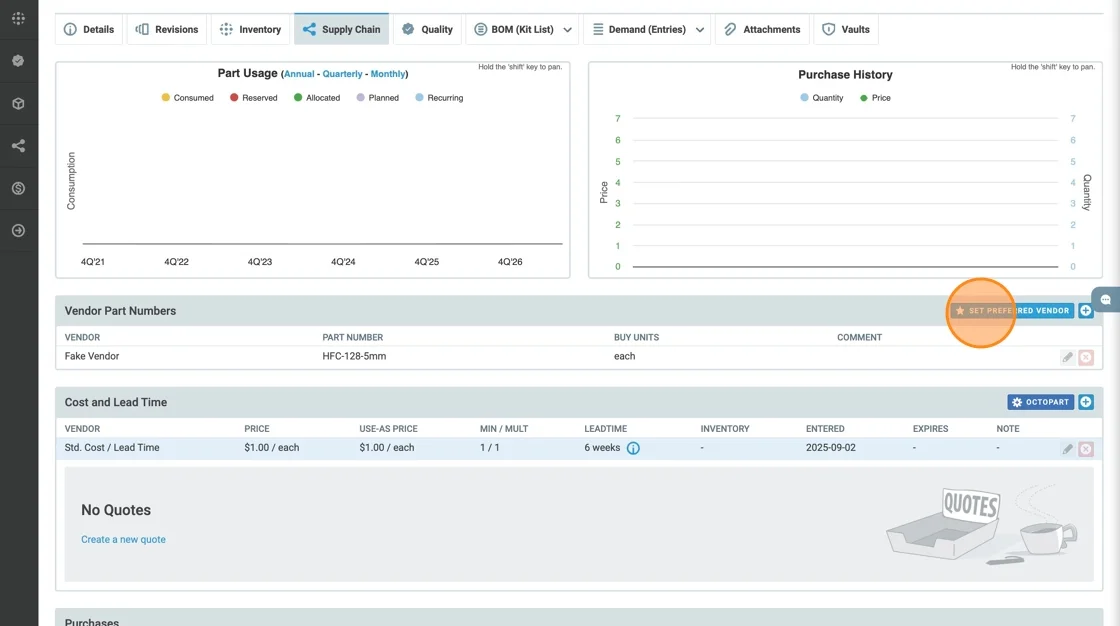 Details Revisions Inventory Supply Chain Quality BOM (Kit List) Demand (Entries) Attachments Vaults
Hold the 'shift' key to pan.
Part Usage (Annual - Quarterly - Monthly)
Consumed Reserved Allocated Planned Recurring
Consumption
4Q'21 4Q'22 4Q'23 4Q'24 4Q'25 4Q'26
Hold the 'shift' key to pan.
Purchase History
Quantity Price
7 7
6 6
5 5
4 4
3 3
2 2
1 1
0 0
Price
Quantity
Vendor Part Numbers
SET PREFERRED VENDOR
VENDOR PART NUMBER BUY UNITS COMMENT
Fake Vendor HFC-128-5mm each
Cost and Lead Time
OCTOPART
VENDOR PRICE USE-AS PRICE MIN / MULT LEADTIME INVENTORY ENTERED EXPIRES NOTE
Std. Cost / Lead Time $1.00 / each $1.00 / each 1 / 1 6 weeks - 2025-09-02 - -
No Quotes
Create a new quote
QUOTES
Purchases